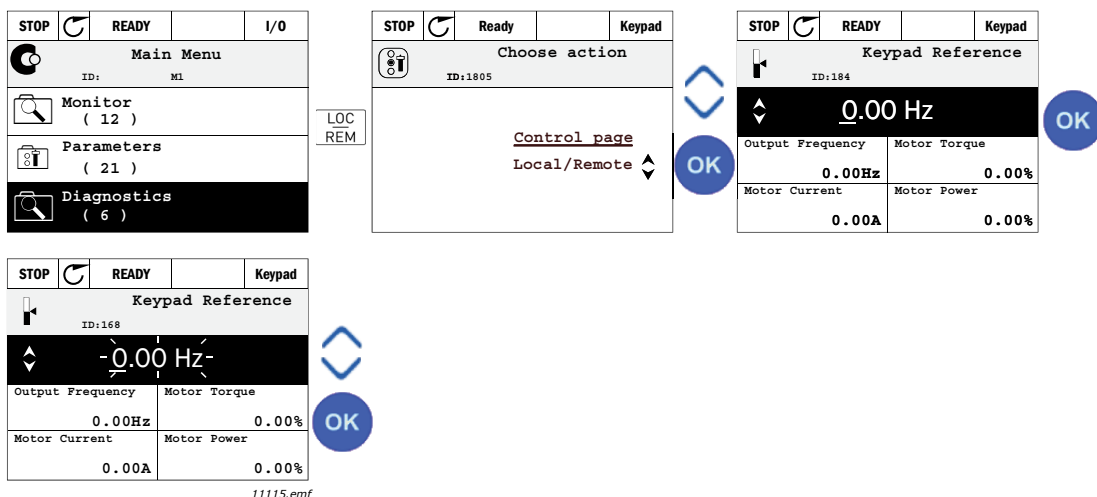 STOP READY I/O
Main Menu
ID: M1
Monitor
( 12 )
Parameters
( 21 )
Diagnostics
( 6 )
LOC
REM
STOP Ready Keypad
Choose action
ID:1805
Control page
Local/Remote
OK
STOP READY Keypad
Keypad Reference
ID:184
0.00 Hz
Output Frequency Motor Torque
0.00Hz 0.00%
Motor Current Motor Power
0.00A 0.00%
OK
STOP READY Keypad
Keypad Reference
ID:168
0.00 Hz
Output Frequency Motor Torque
0.00Hz 0.00%
Motor Current Motor Power
0.00A 0.00%
OK
11115.emf